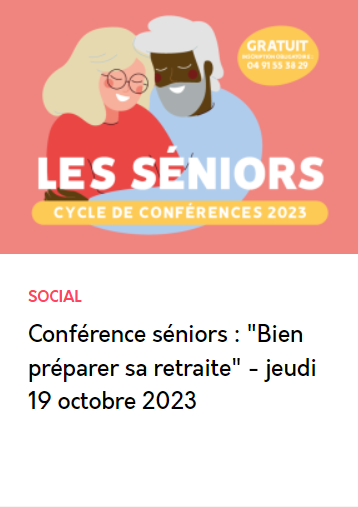 GRATUIT
INSCRIPTION OBLIGATOIRE :
04 91 55 38 29
LES SÉNIORS
CYCLE DE CONFÉRENCES 2023
SOCIAL
Conférence séniors : "Bien
préparer sa retraite" - jeudi
19 octobre 2023